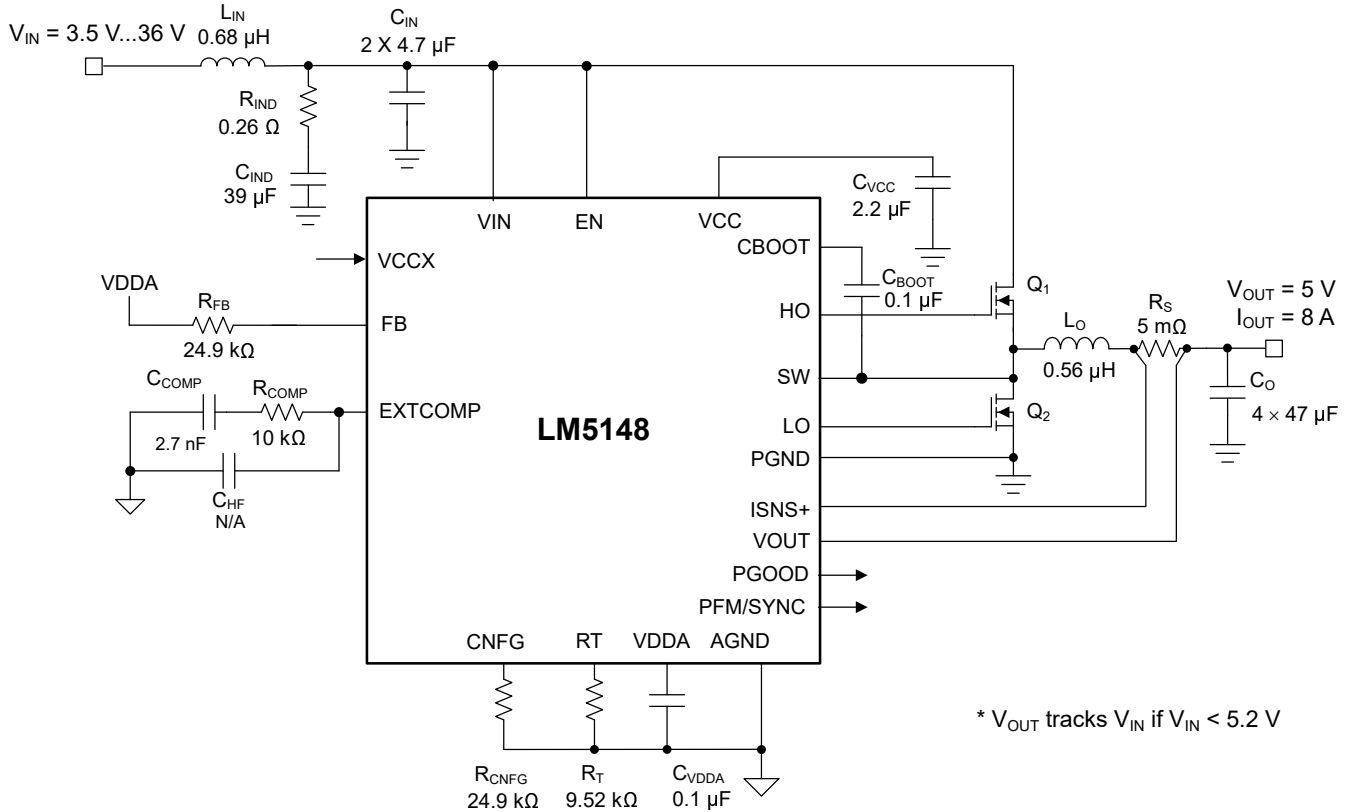 V_IN = 3.5 V...36 V
L_IN
0.68 µH
C_IN
2 X 4.7 µF
R_IND
0.26 Ω
C_IND
39 µF
C_VCC
2.2 µF
VIN
EN
VCC
CBOOT
VCCX
VDDA
R_FB
24.9 kΩ
FB
C_BOOT
0.1 µF
HO
Q₁
L_O
0.56 µH
R_S
5 mΩ
V_OUT = 5 V
I_OUT = 8 A
SW
C_O
4 × 47 µF
C_COMP
2.7 nF
R_COMP
10 kΩ
EXTCOMP
C_HF
N/A
LM5148
LO
Q₂
PGND
ISNS+
VOUT
PGOOD
PFM/SYNC
CNFG
RT
VDDA
AGND
* V_OUT tracks V_IN if V_IN < 5.2 V
R_CNFG
24.9 kΩ
R_T
9.52 kΩ
C_VDDA
0.1 µF